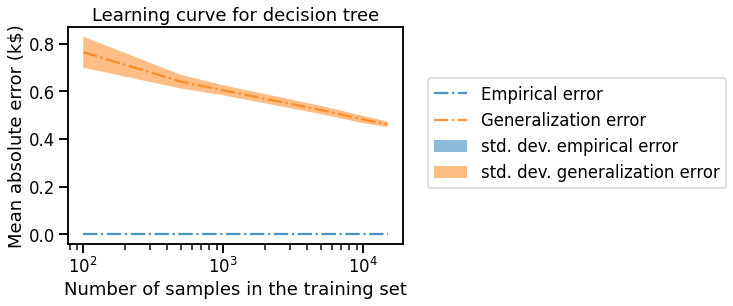 Learning curve for decision tree
Mean absolute error (k$)
0.8
0.6
0.4
0.2
0.0
10²
10³
10⁴
Number of samples in the training set
Empirical error
Generalization error
std. dev. empirical error
std. dev. generalization error